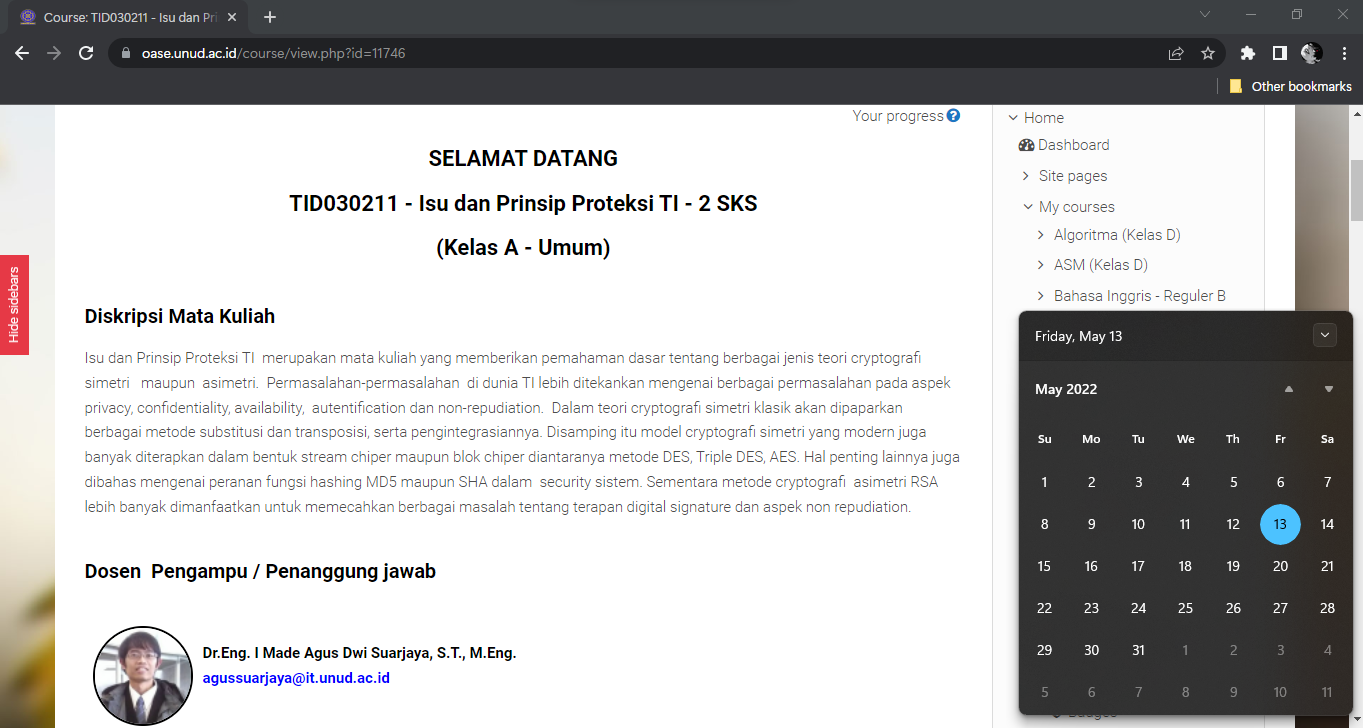 Course: TID030211 - Isu dan Pri
oase.unud.ac.id/course/view.php?id=11746
Other bookmarks
Your progress
SELAMAT DATANG
TID030211 - Isu dan Prinsip Proteksi TI - 2 SKS
(Kelas A - Umum)
Hide sidebars
Diskripsi Mata Kuliah
Isu dan Prinsip Proteksi TI merupakan mata kuliah yang memberikan pemahaman dasar tentang berbagai jenis teori cryptografi
simetri maupun asimetri. Permasalahan-permasalahan di dunia TI lebih ditekankan mengenai berbagai permasalahan pada aspek
privacy, confidentiality, availability, autentification dan non-repudiation. Dalam teori cryptografi simetri klasik akan dipaparkan
berbagai metode substitusi dan transposisi, serta pengintegrasiannya. Disamping itu model cryptografi simetri yang modern juga
banyak diterapkan dalam bentuk stream chiper maupun blok chiper diantaranya metode DES, Triple DES, AES. Hal penting lainnya juga
dibahas mengenai peranan fungsi hashing MD5 maupun SHA dalam security sistem. Sementara metode cryptografi asimetri RSA
lebih banyak dimanfaatkan untuk memecahkan berbagai masalah tentang terapan digital signature dan aspek non repudiation.
Dosen Pengampu / Penanggung jawab
Dr.Eng. I Made Agus Dwi Suarjaya, S.T., M.Eng.
agussuarjaya@it.unud.ac.id
Home
Dashboard
Site pages
My courses
Algoritma (Kelas D)
ASM (Kelas D)
Bahasa Inggris - Reguler B
Friday, May 13
May 2022
Su Mo Tu We Th Fr Sa
1 2 3 4 5 6 7
8 9 10 11 12 13 14
15 16 17 18 19 20 21
22 23 24 25 26 27 28
29 30 31 1 2 3 4
5 6 7 8 9 10 11